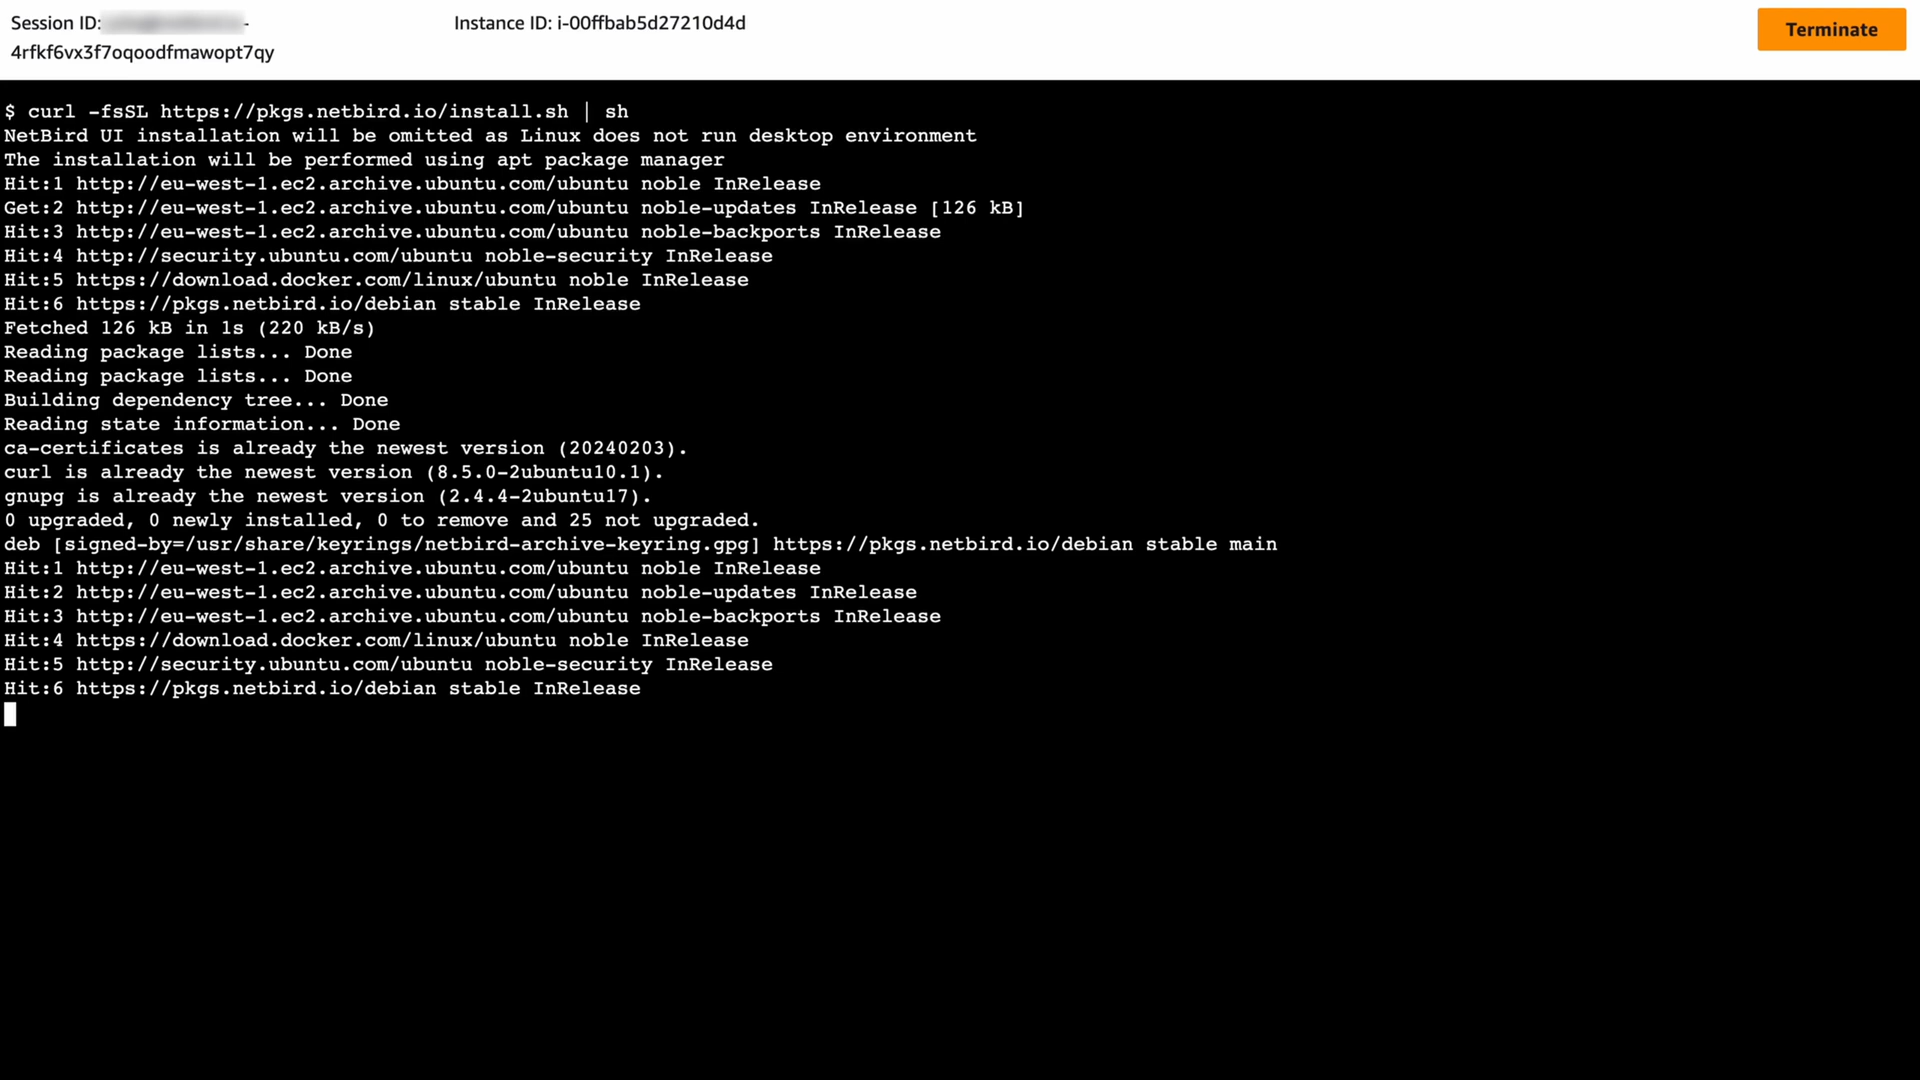 Session ID: -
4rfkf6vx3f7oqoodfmawopt7qy
Instance ID: i-00ffbab5d27210d4d
Terminate
$ curl -fsSL https://pkgs.netbird.io/install.sh | sh
NetBird UI installation will be omitted as Linux does not run desktop environment
The installation will be performed using apt package manager
Hit:1 http://eu-west-1.ec2.archive.ubuntu.com/ubuntu noble InRelease
Get:2 http://eu-west-1.ec2.archive.ubuntu.com/ubuntu noble-updates InRelease [126 kB]
Hit:3 http://eu-west-1.ec2.archive.ubuntu.com/ubuntu noble-backports InRelease
Hit:4 http://security.ubuntu.com/ubuntu noble-security InRelease
Hit:5 https://download.docker.com/linux/ubuntu noble InRelease
Hit:6 https://pkgs.netbird.io/debian stable InRelease
Fetched 126 kB in 1s (220 kB/s)
Reading package lists... Done
Reading package lists... Done
Building dependency tree... Done
Reading state information... Done
ca-certificates is already the newest version (20240203).
curl is already the newest version (8.5.0-2ubuntu10.1).
gnupg is already the newest version (2.4.4-2ubuntu17).
0 upgraded, 0 newly installed, 0 to remove and 25 not upgraded.
deb [signed-by=/usr/share/keyrings/netbird-archive-keyring.gpg] https://pkgs.netbird.io/debian stable main
Hit:1 http://eu-west-1.ec2.archive.ubuntu.com/ubuntu noble InRelease
Hit:2 http://eu-west-1.ec2.archive.ubuntu.com/ubuntu noble-updates InRelease
Hit:3 http://eu-west-1.ec2.archive.ubuntu.com/ubuntu noble-backports InRelease
Hit:4 https://download.docker.com/linux/ubuntu noble InRelease
Hit:5 http://security.ubuntu.com/ubuntu noble-security InRelease
Hit:6 https://pkgs.netbird.io/debian stable InRelease